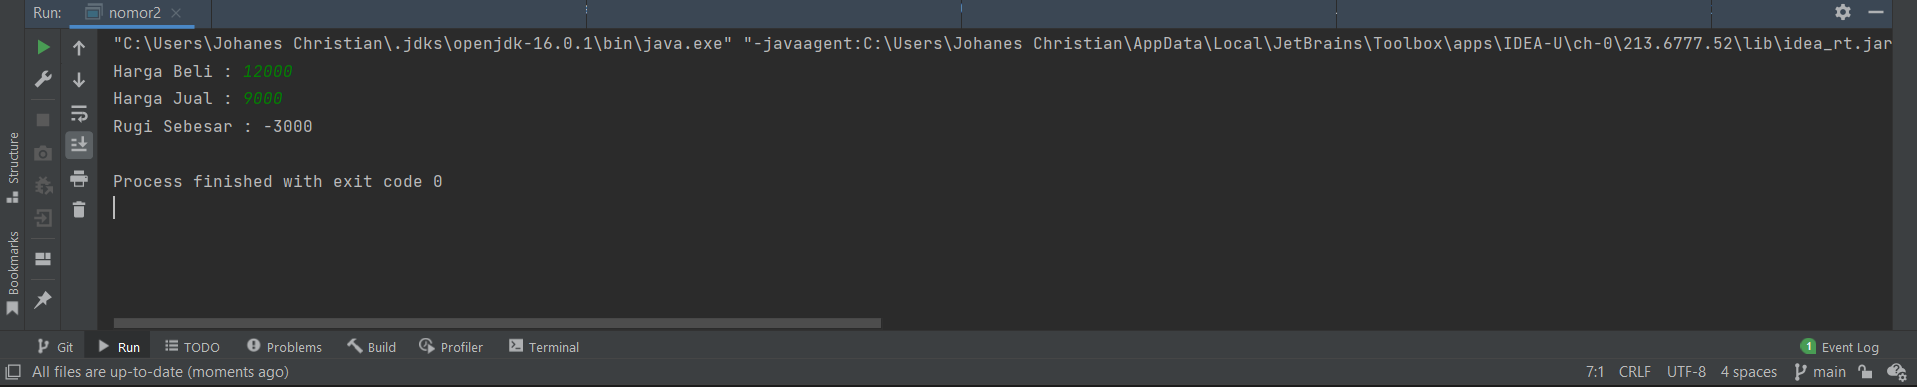 Run: nomor2
"C:\Users\Johanes Christian\.jdks\openjdk-16.0.1\bin\java.exe" "-javaagent:C:\Users\Johanes Christian\AppData\Local\JetBrains\Toolbox\apps\IDEA-U\ch-0\213.6777.52\lib\idea_rt.jar
Harga Beli : 12000
Harga Jual : 9000
Rugi Sebesar : -3000
Process finished with exit code 0
Structure
Bookmarks
Git Run TODO Problems Build Profiler Terminal 1 Event Log
All files are up-to-date (moments ago) 7:1 CRLF UTF-8 4 spaces main